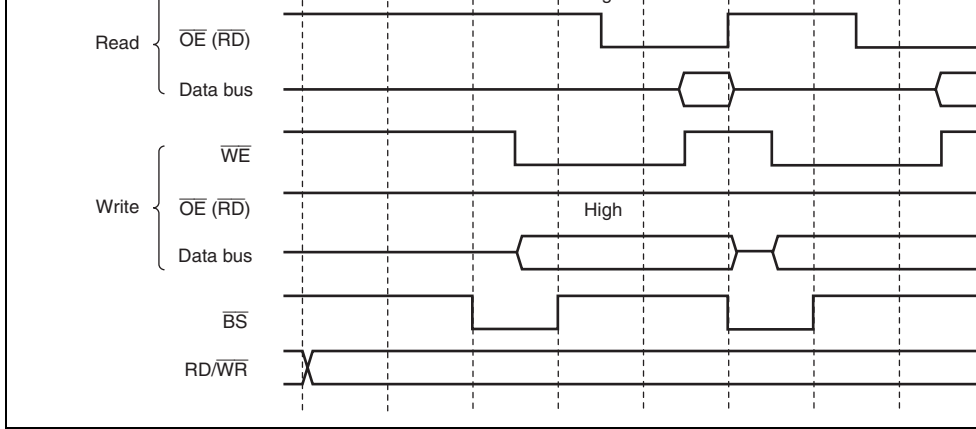 Read
OE (RD)
Data bus
WE
Write
OE (RD)
High
Data bus
BS
RD/WR